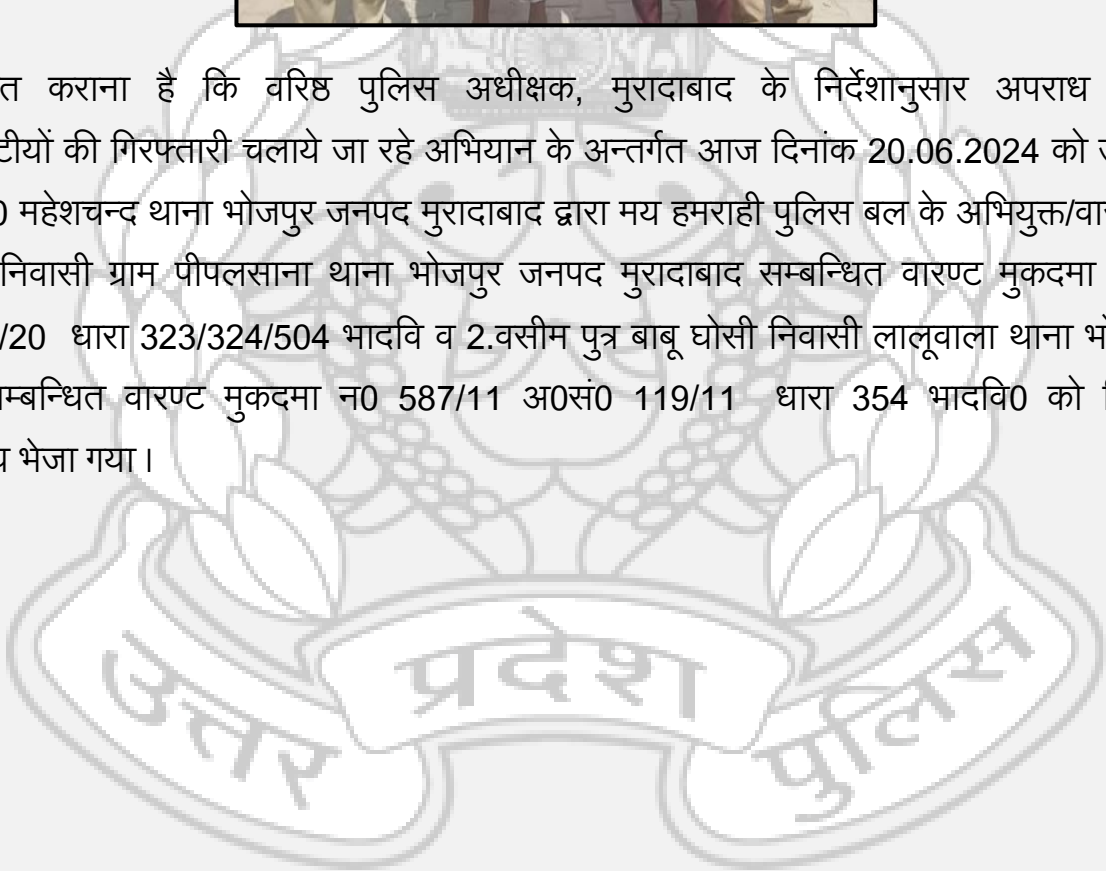 त कराना है कि वरिष्ठ पुलिस अधीक्षक, मुरादाबाद के निर्देशानुसार अपराध
टीयों की गिरफ्तारी चलाये जा रहे अभियान के अन्तर्गत आज दिनांक 20.06.2024 को
0 महेशचन्द थाना भोजपुर जनपद मुरादाबाद द्वारा मय हमराही पुलिस बल के अभियुक्त/वा
निवासी ग्राम पीपलसाना थाना भोजपुर जनपद मुरादाबाद सम्बन्धित वारण्ट मुकदमा
/20 धारा 323/324/504 भादवि व 2.वसीम पुत्र बाबू घोसी निवासी लालूवाला थाना भो
म्बन्धित वारण्ट मुकदमा न0 587/11 अ0सं0 119/11 धारा 354 भादवि0 को
भेजा गया।
उत्तर प्रदेश पुलिस